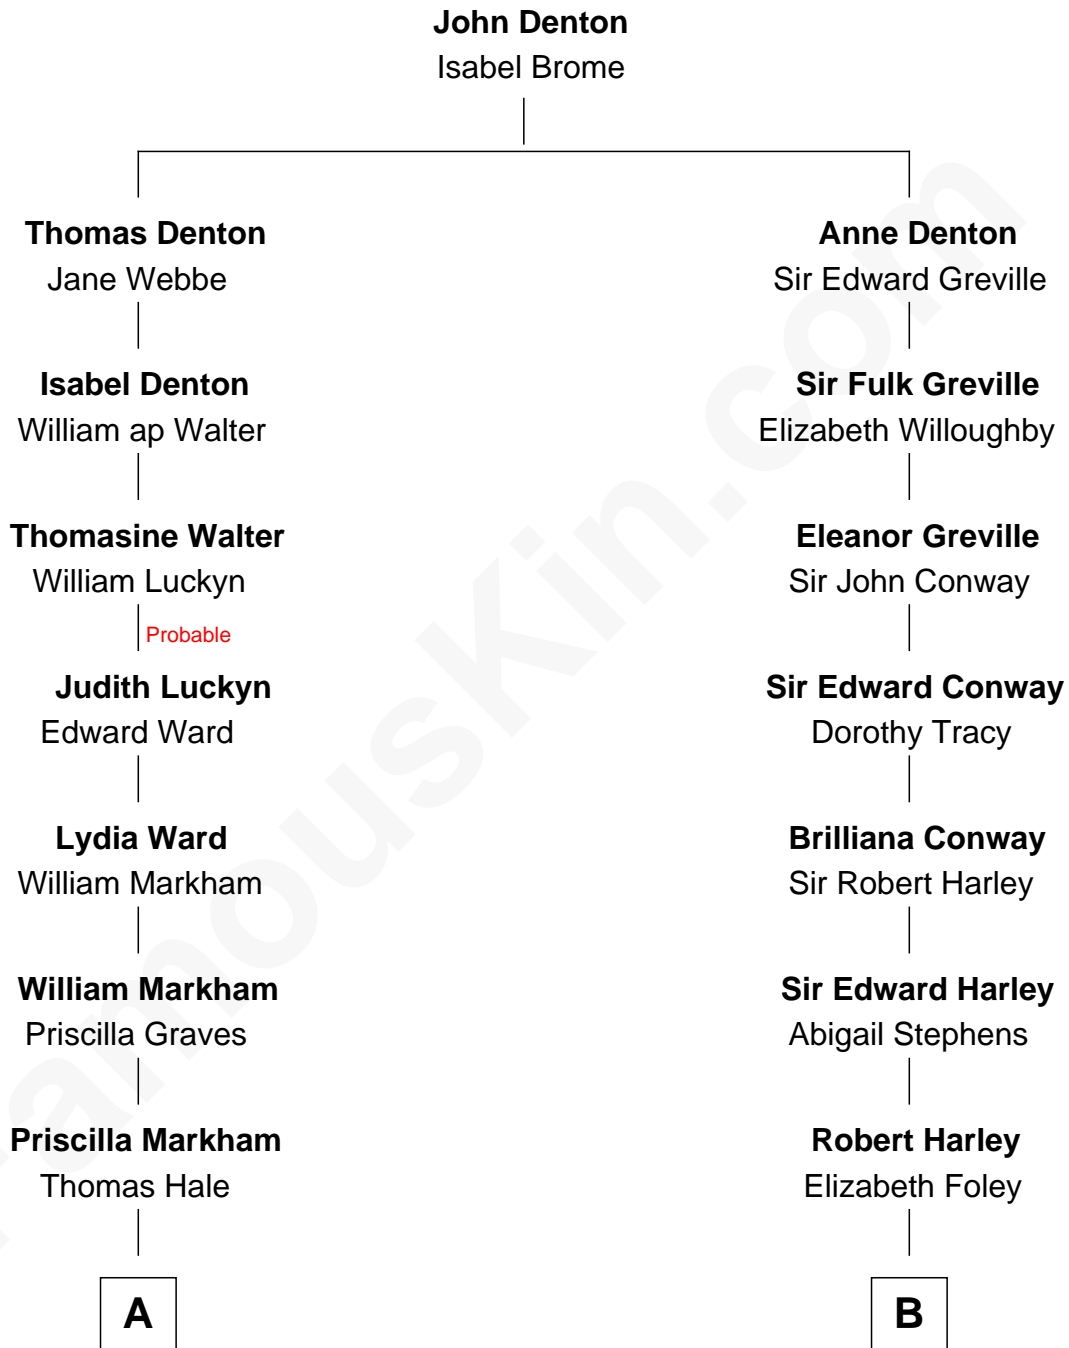 John Denton
Isabel Brome
Thomas Denton
Jane Webbe
Anne Denton
Sir Edward Greville
Isabel Denton
William ap Walter
Sir Fulk Greville
Elizabeth Willoughby
Thomasine Walter
William Luckyn
Eleanor Greville
Sir John Conway
Probable
Judith Luckyn
Edward Ward
Sir Edward Conway
Dorothy Tracy
Lydia Ward
William Markham
Brilliana Conway
Sir Robert Harley
William Markham
Priscilla Graves
Sir Edward Harley
Abigail Stephens
Priscilla Markham
Thomas Hale
Robert Harley
Elizabeth Foley
A
B
FamousKin.com